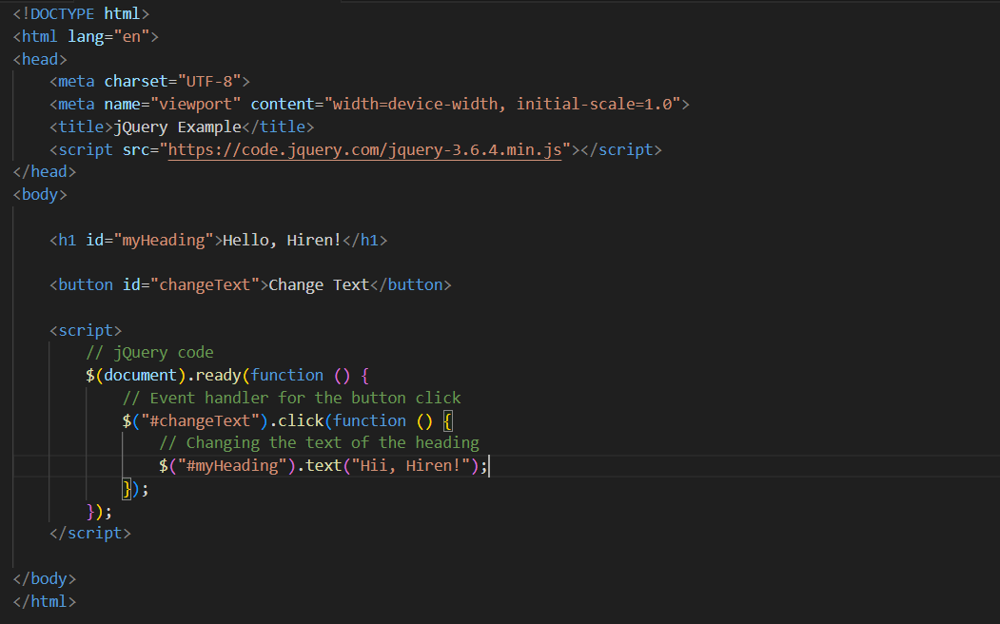 <!DOCTYPE html>
<html lang="en">
<head>
    <meta charset="UTF-8">
    <meta name="viewport" content="width=device-width, initial-scale=1.0">
    <title>jQuery Example</title>
    <script src="https://code.jquery.com/jquery-3.6.4.min.js"></script>
</head>
<body>
    <h1 id="myHeading">Hello, Hiren!</h1>
    <button id="changeText">Change Text</button>
    <script>
        // jQuery code
        $(document).ready(function () {
            // Event handler for the button click
            $("#changeText").click(function () {
                // Changing the text of the heading
                $("#myHeading").text("Hii, Hiren!");
            });
        });
    </script>
</body>
</html>